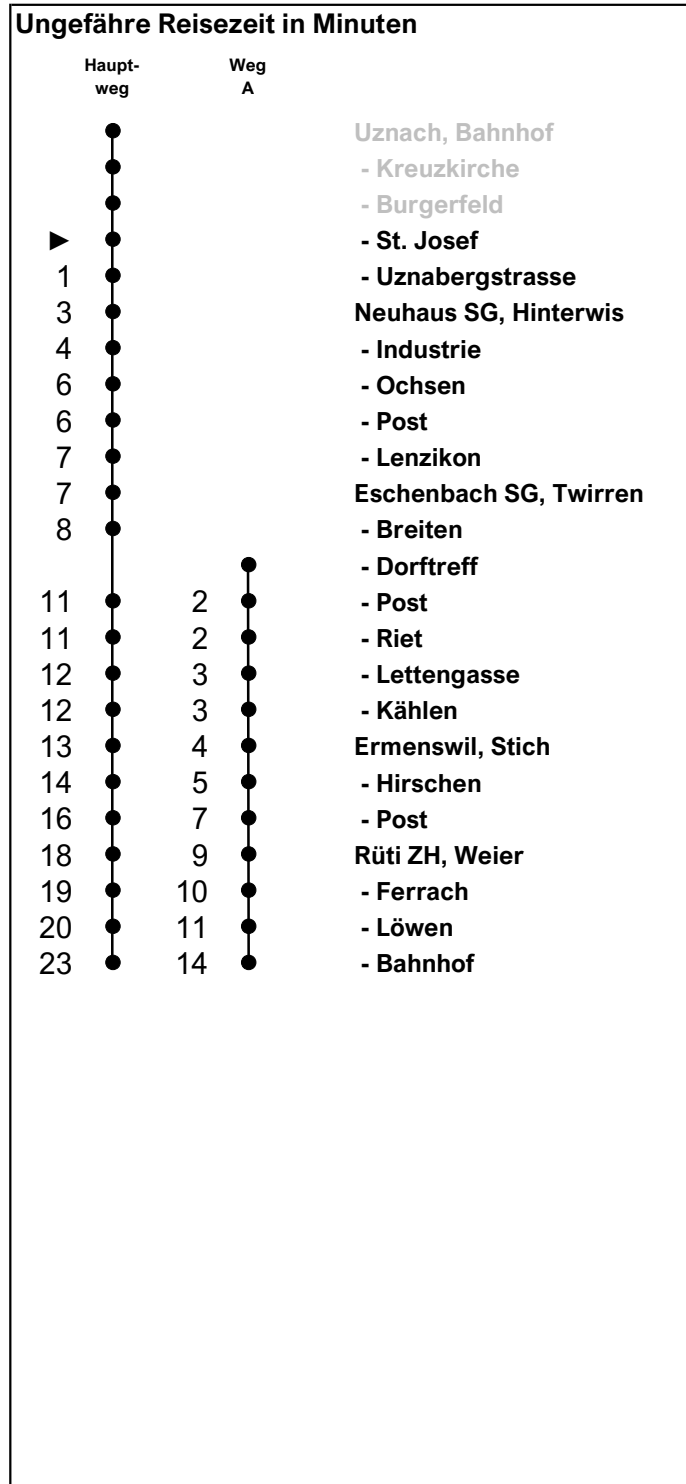 Ungefähre Reisezeit in Minuten
Haupt- Weg
weg A
Uznach, Bahnhof
- Kreuzkirche
- Burgerfeld
► - St. Josef
1 - Uznabergstrasse
3 Neuhaus SG, Hinterwis
4 - Industrie
6 - Ochsen
6 - Post
7 - Lenzikon
7 Eschenbach SG, Twirren
8 - Breiten
- Dorftreff
11 2 - Post
11 2 - Riet
12 3 - Lettengasse
12 3 - Kählen
13 4 Ermenswil, Stich
14 5 - Hirschen
16 7 - Post
18 9 Rüti ZH, Weier
19 10 - Ferrach
20 11 - Löwen
23 14 - Bahnhof